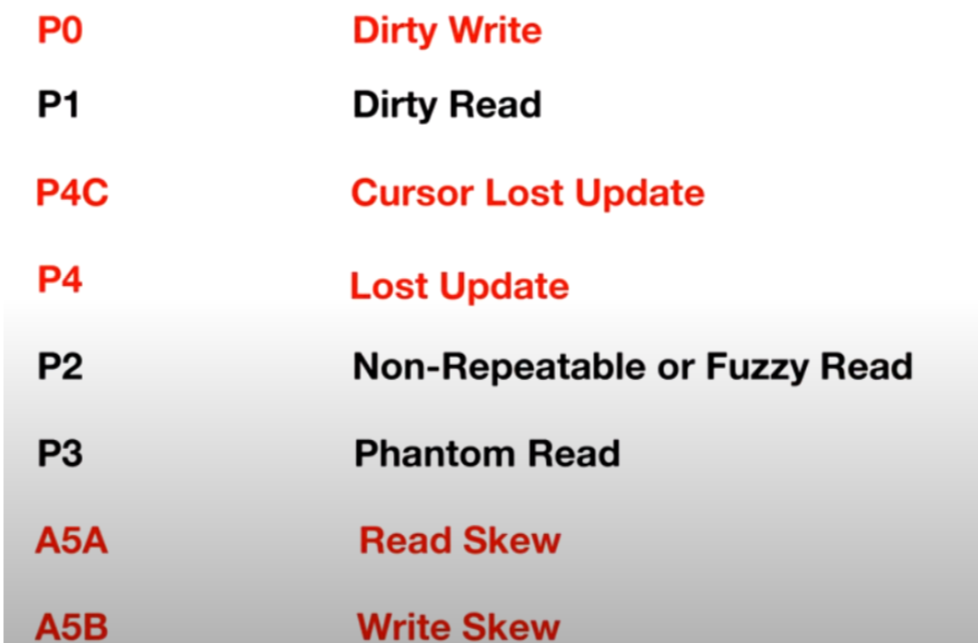 P0 Dirty Write
P1 Dirty Read
P4C Cursor Lost Update
P4 Lost Update
P2 Non-Repeatable or Fuzzy Read
P3 Phantom Read
A5A Read Skew
A5B Write Skew